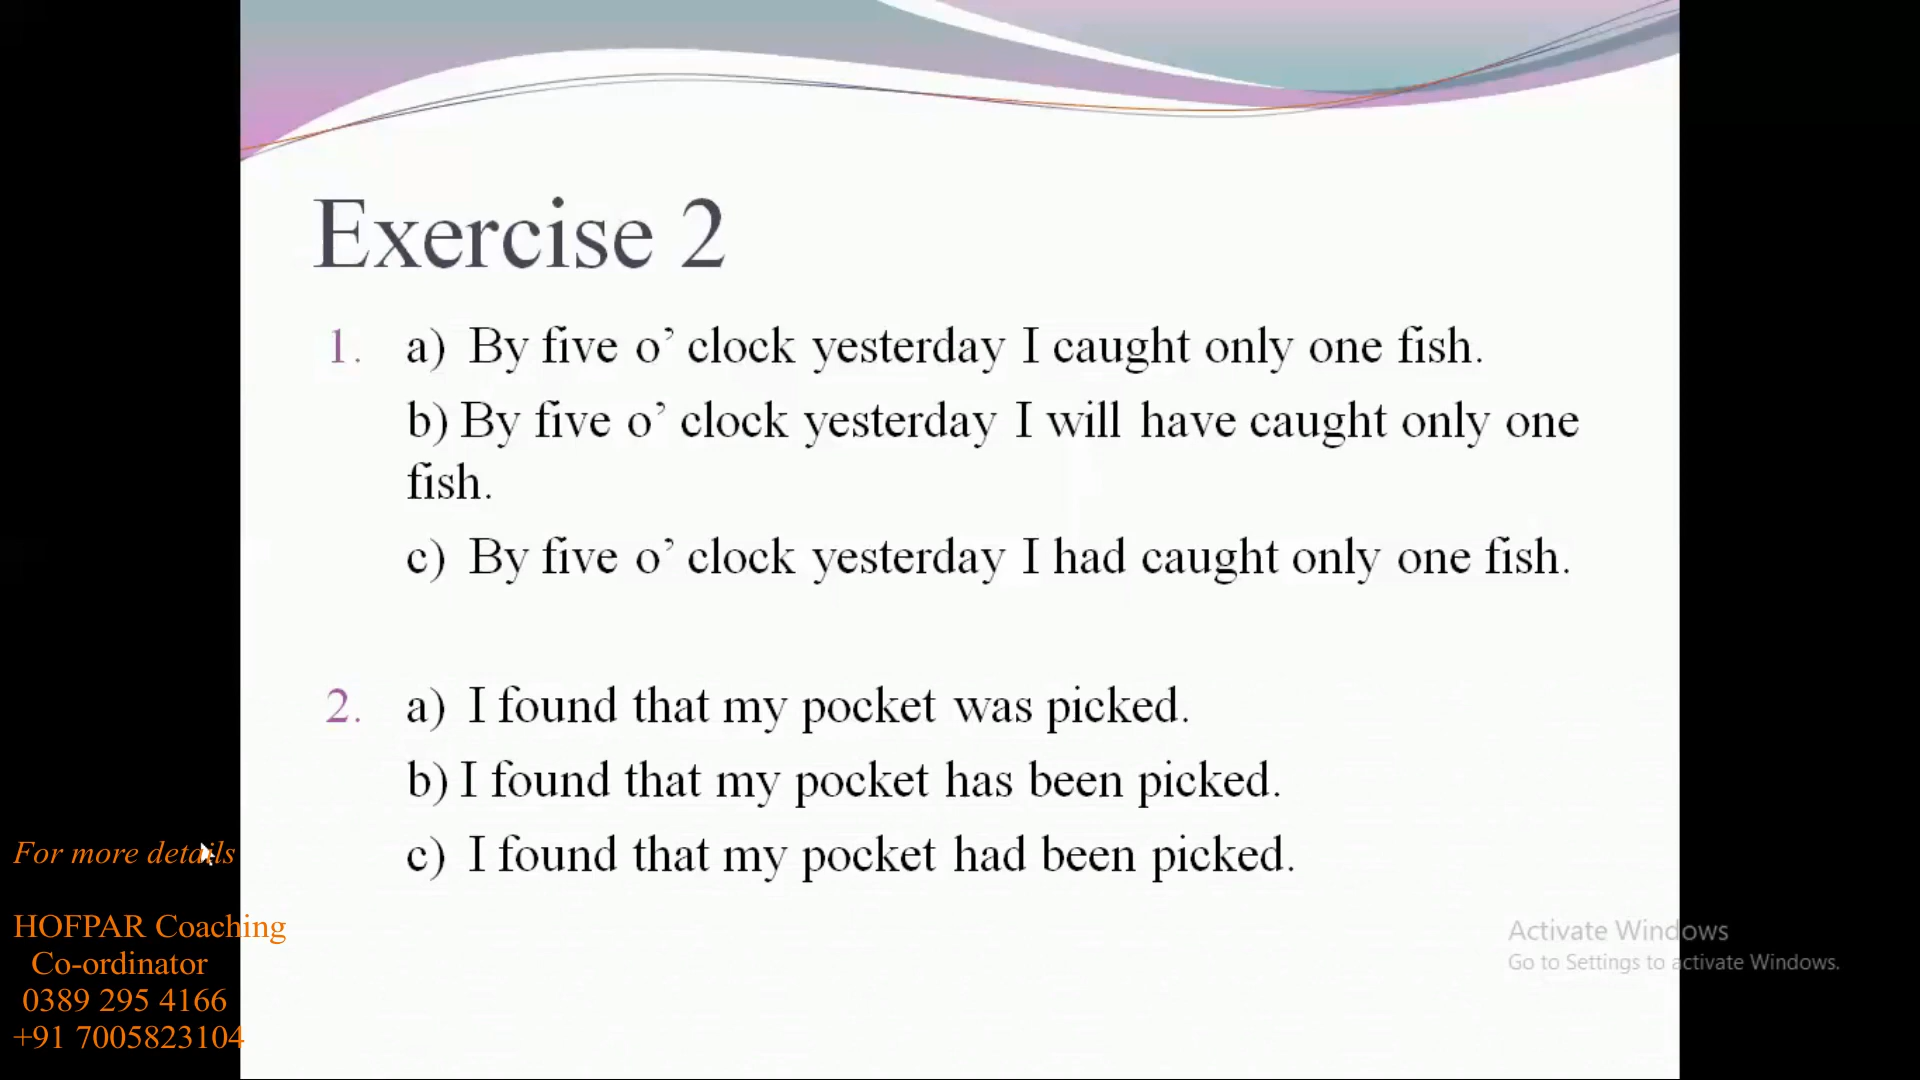 Exercise 2
1. a) By five o’ clock yesterday I caught only one fish.
b) By five o’ clock yesterday I will have caught only one
fish.
c) By five o’ clock yesterday I had caught only one fish.
2. a) I found that my pocket was picked.
b) I found that my pocket has been picked.
c) I found that my pocket had been picked.
For more details
HOFPAR Coaching
Co-ordinator
0389 295 4166
+91 7005823104
Activate Windows
Go to Settings to activate Windows.